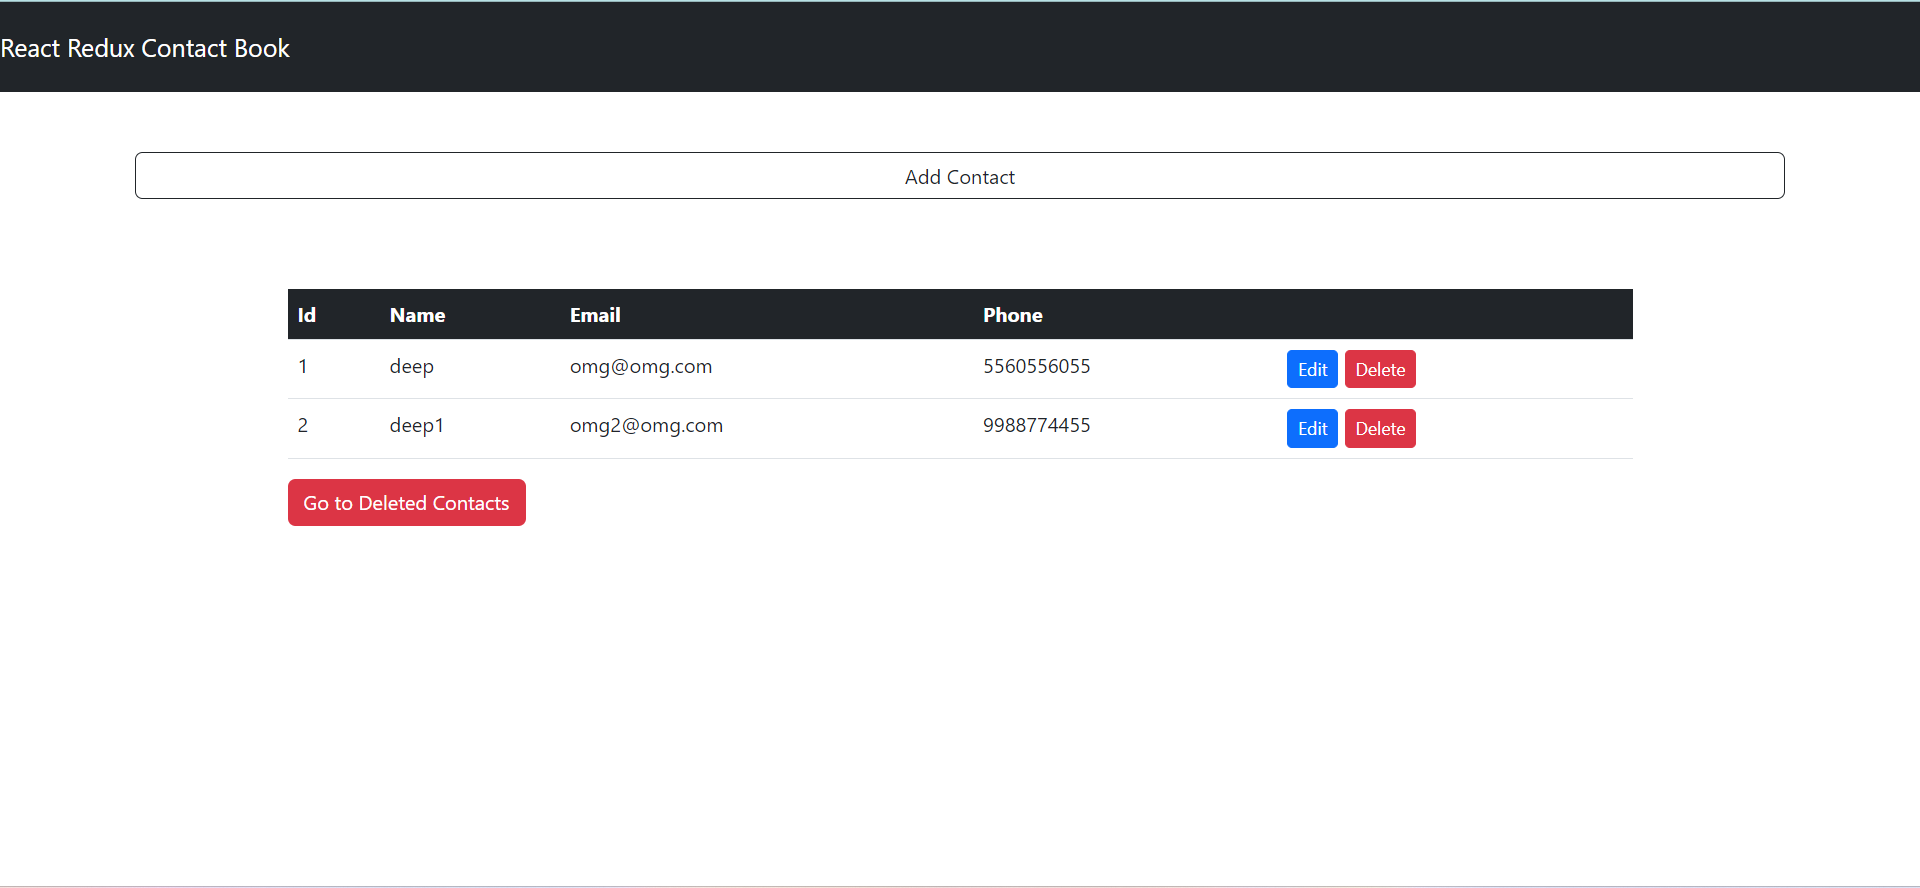 React Redux Contact Book
Add Contact
Id Name Email Phone
1 deep omg@omg.com 5560556055 Edit Delete
2 deep1 omg2@omg.com 9988774455 Edit Delete
Go to Deleted Contacts